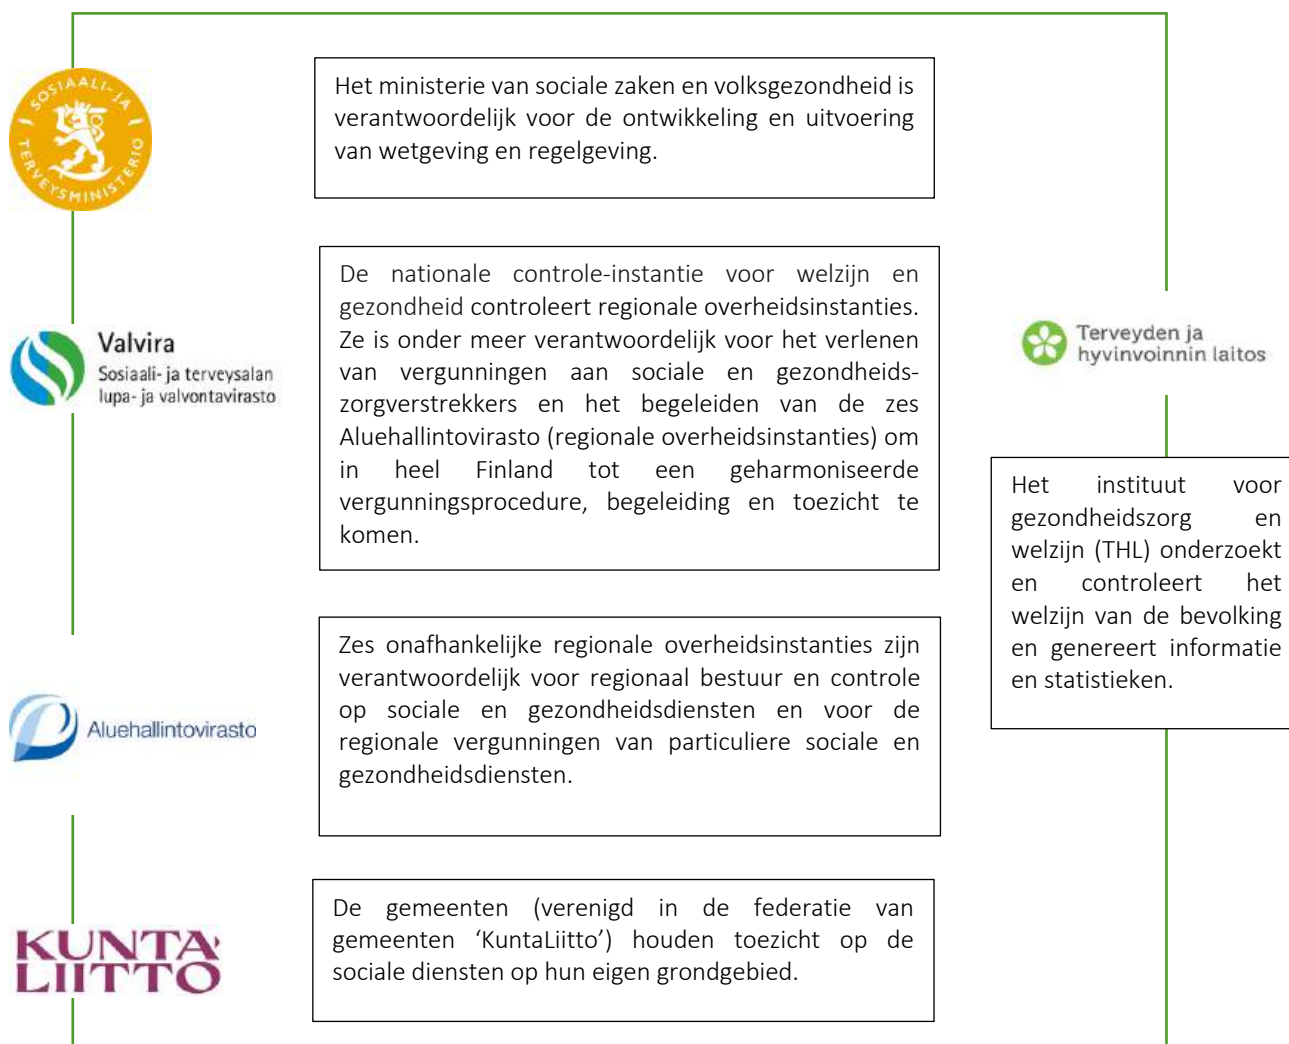 SOSIAALI- JA
TERVEYSMINISTERIÖ
Het ministerie van sociale zaken en volksgezondheid is
verantwoordelijk voor de ontwikkeling en uitvoering
van wetgeving en regelgeving.
Valvira
Sosiaali- ja terveysalan
lupa- ja valvontavirasto
De nationale controle-instantie voor welzijn en
gezondheid controleert regionale overheidsinstanties.
Ze is onder meer verantwoordelijk voor het verlenen
van vergunningen aan sociale en gezondheids-
zorgverstrekkers en het begeleiden van de zes
Aluehallintovirasto (regionale overheidsinstanties) om
in heel Finland tot een geharmoniseerde
vergunningsprocedure, begeleiding en toezicht te
komen.
Terveyden ja
hyvinvoinnin laitos
Het instituut voor
gezondheidszorg en
welzijn (THL) onderzoekt
en controleert het
welzijn van de bevolking
en genereert informatie
en statistieken.
Aluehallintovirasto
Zes onafhankelijke regionale overheidsinstanties zijn
verantwoordelijk voor regionaal bestuur en controle
op sociale en gezondheidsdiensten en voor de
regionale vergunningen van particuliere sociale en
gezondheidsdiensten.
KUNTA
LIITTO
De gemeenten (verenigd in de federatie van
gemeenten ‘KuntaLiitto’) houden toezicht op de
sociale diensten op hun eigen grondgebied.